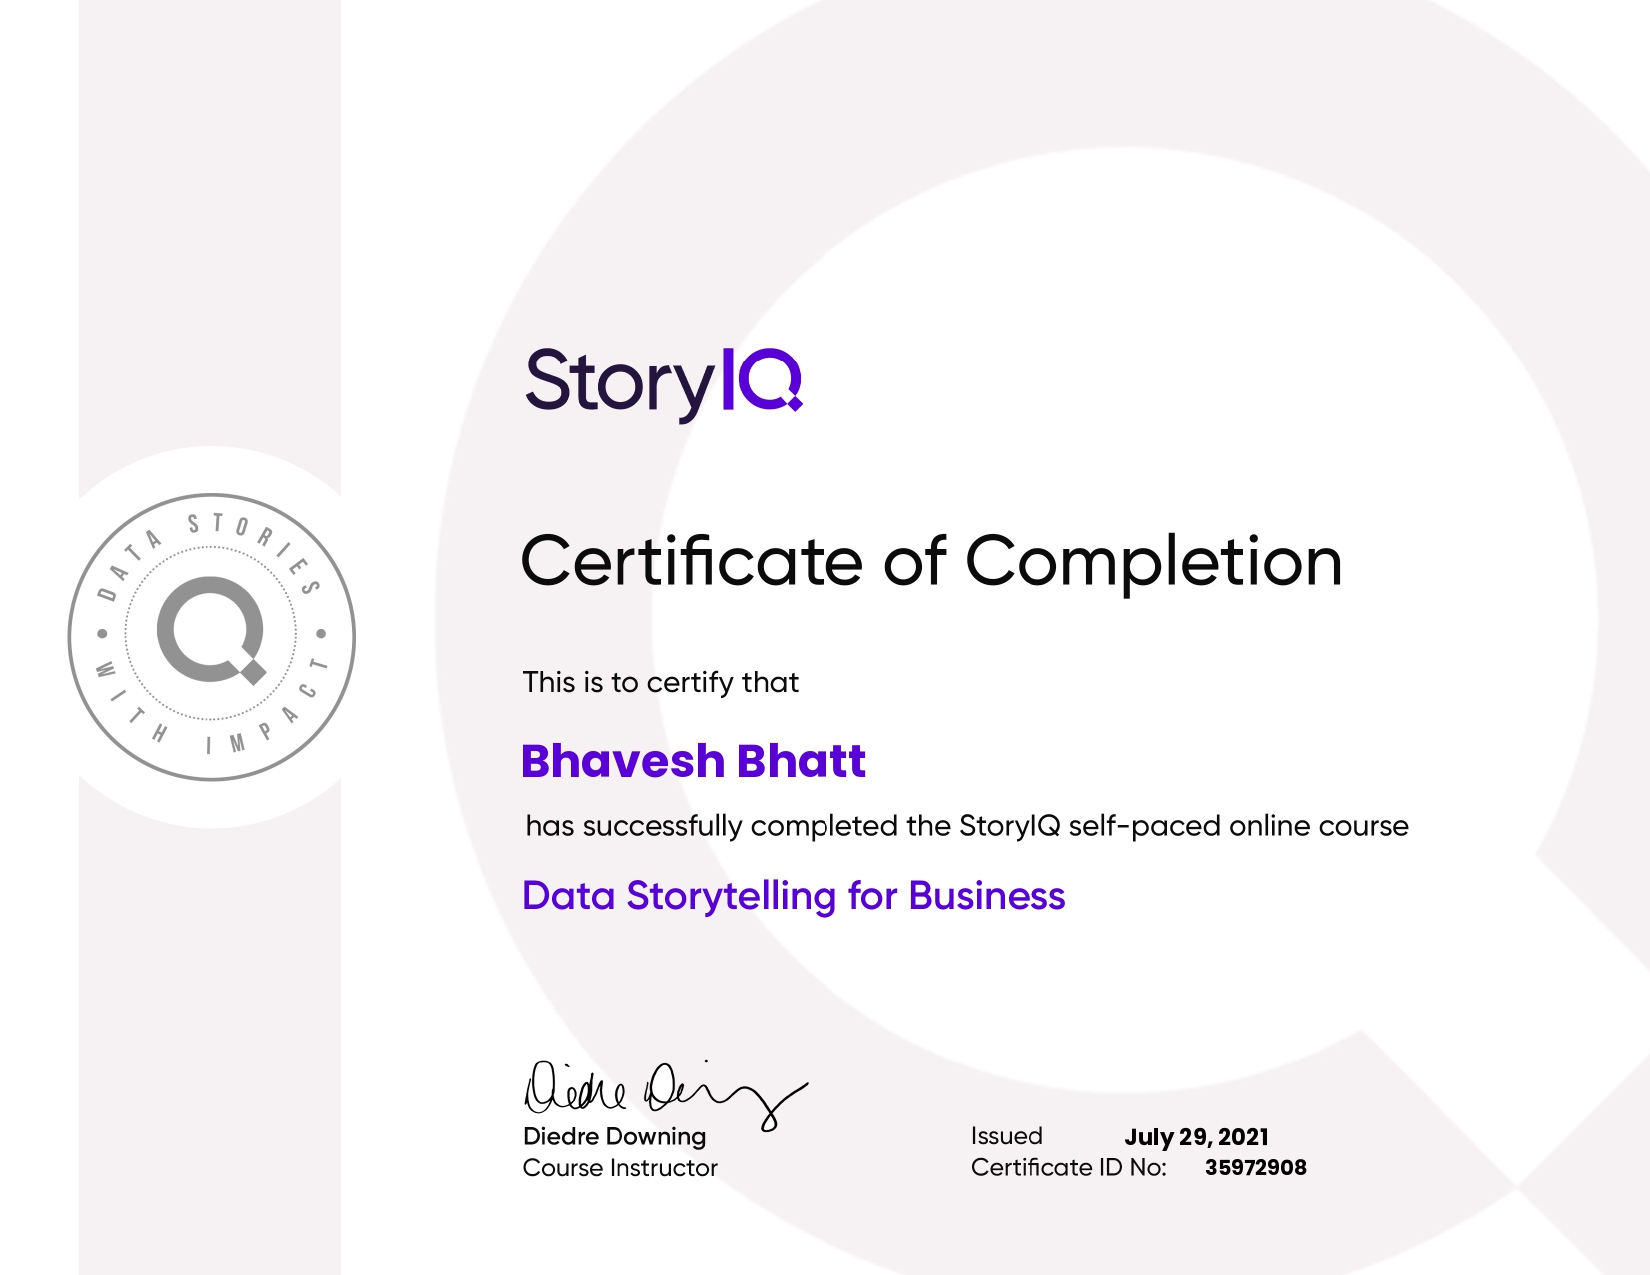 StoryIQ
Certificate of Completion
DATA STORIES
• •
WITH IMPACT
This is to certify that
Bhavesh Bhatt
has successfully completed the StoryIQ self-paced online course
Data Storytelling for Business
Diedre Downing
Course Instructor
Issued July 29, 2021
Certificate ID No: 35972908